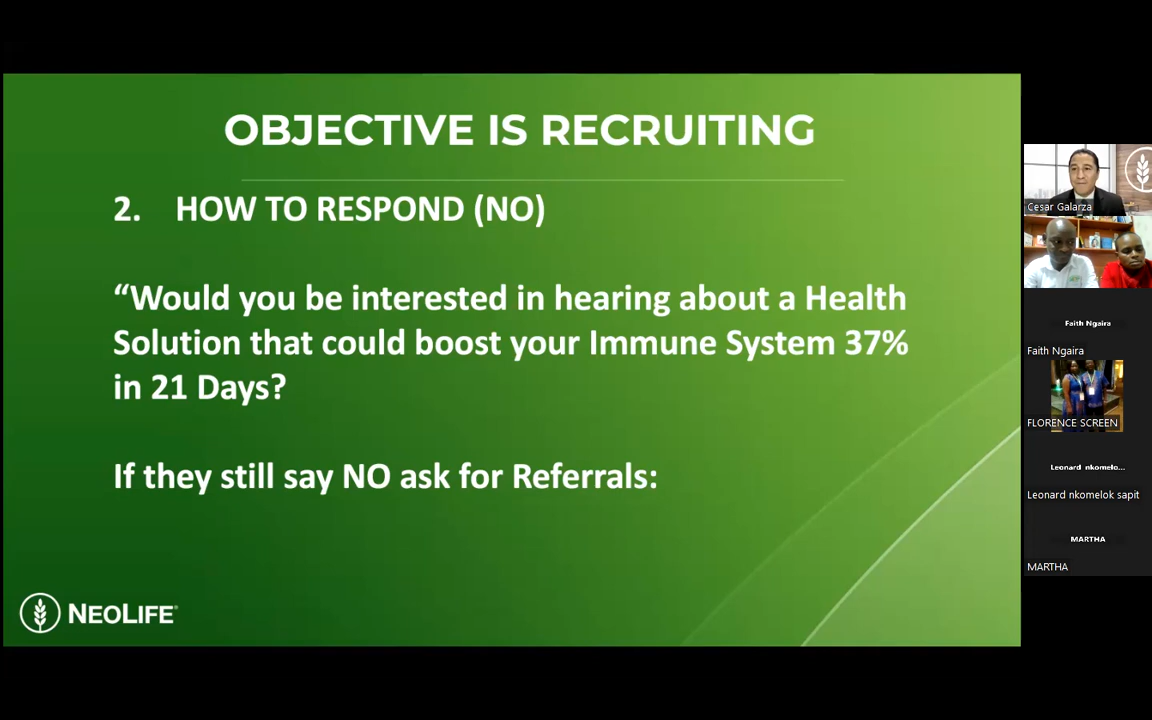 OBJECTIVE IS RECRUITING
2. HOW TO RESPOND (NO)
“Would you be interested in hearing about a Health
Solution that could boost your Immune System 37%
in 21 Days?
If they still say NO ask for Referrals:
NEOLIFE®
Cesar Galarza
Faith Ngaira
Faith Ngaira
FLORENCE SCREEN
Leonard nkomelo...
Leonard nkomelok sapit
MARTHA
MARTHA